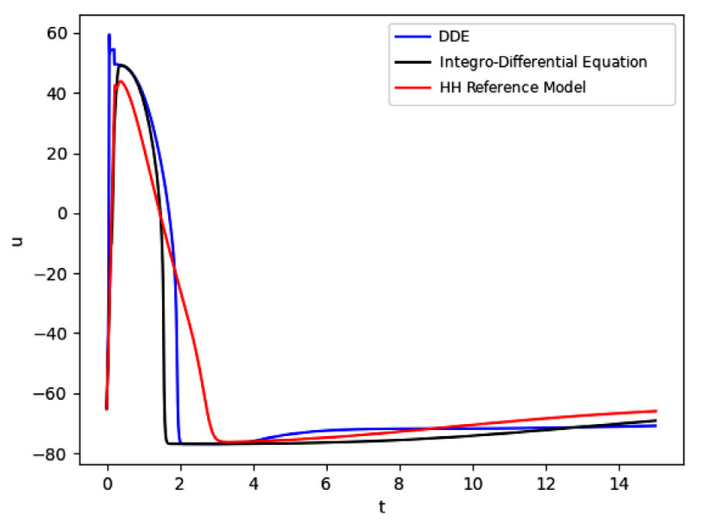 DDE
Integro-Differential Equation
HH Reference Model
60
40
20
0
−20
−40
−60
−80
u
0 2 4 6 8 10 12 14
t